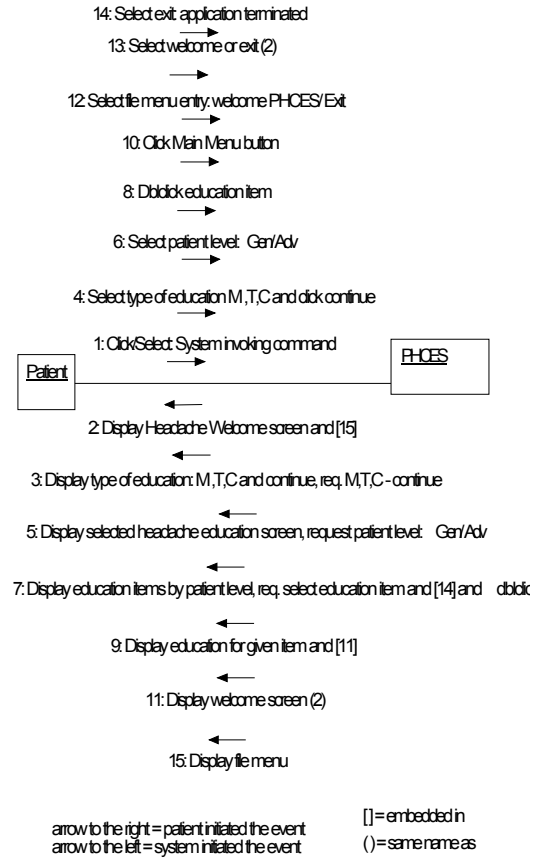 14: Select exit application terminated
13: Select welcome or exit (2)
12: Select file menu entry: welcome PHCES/ Exit
10: Click Main Menu button
8: Dblclick education item
6: Select patient level: Gen/Adv
4: Select type of education M,T,C and click continue
1: Click/Select System invoking command
Patient
PHCES
2: Display Headache Welcome screen and [15]
3: Display type of education: M,T,C and continue, req. M,T,C - continue
5: Display selected headache education screen, request patient level: Gen/Adv
7: Display education items by patient level, req. select education item and [14] and dblclic
9: Display education for given item and [11]
11: Display welcome screen (2)
15: Display file menu
arrow to the right = patient initiated the event
arrow to the left = system initiated the event
[ ] = embedded in
( ) = same name as